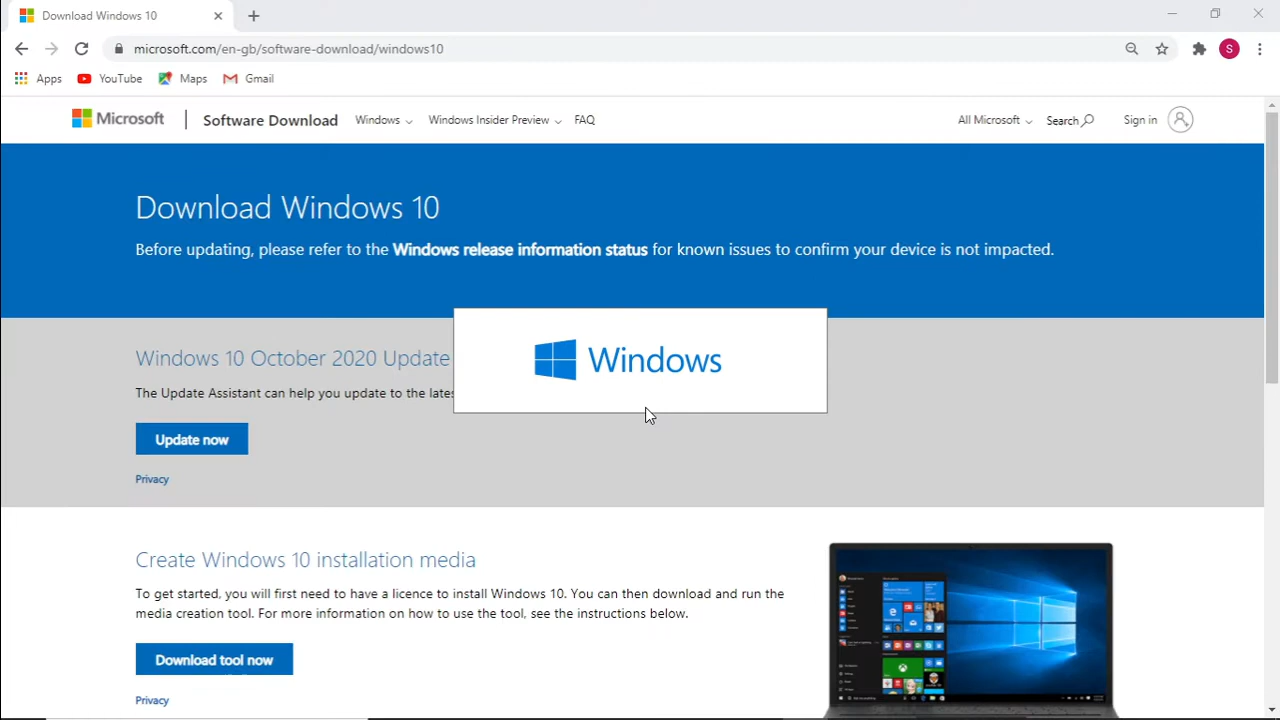 Download Windows 10
microsoft.com/en-gb/software-download/windows10
S
Apps YouTube Maps Gmail
Microsoft Software Download Windows Windows Insider Preview FAQ All Microsoft Search Sign in
Download Windows 10
Before updating, please refer to the Windows release information status for known issues to confirm your device is not impacted.
Windows 10 October 2020 Update
Windows
The Update Assistant can help you update to the lates
Update now
Privacy
Create Windows 10 installation media
To get started, you will first need to have a licence to install Windows 10. You can then download and run the
media creation tool. For more information on how to use the tool, see the instructions below.
Download tool now
Privacy